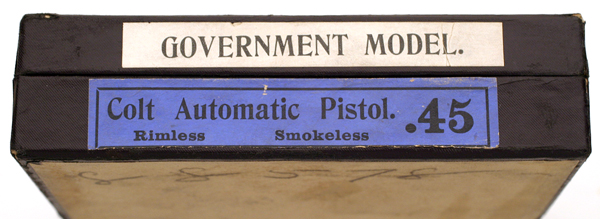 GOVERNMENT MODEL.
Colt Automatic Pistol. .45
Rimless Smokeless